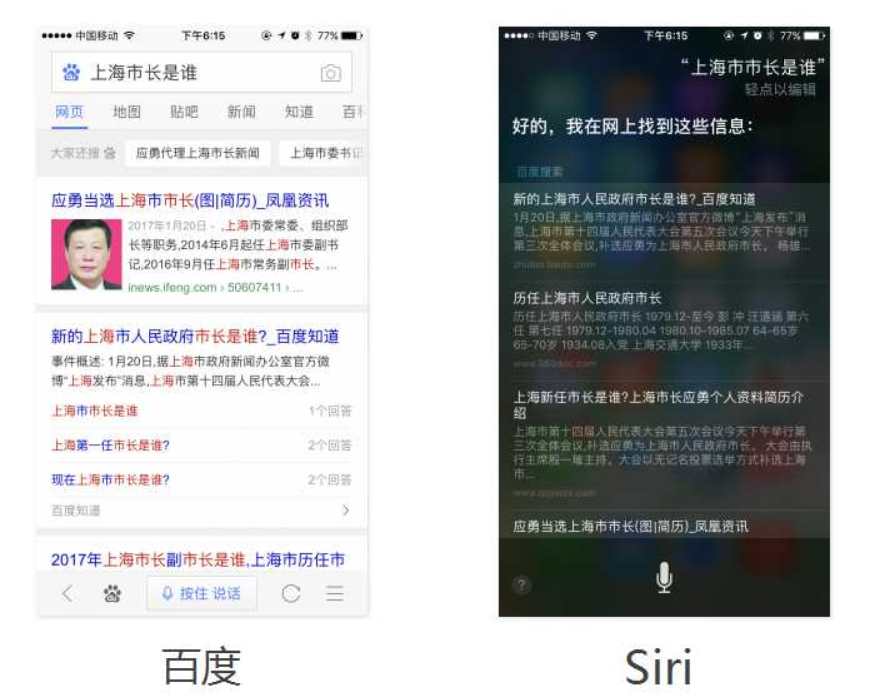 中国移动 下午6:15 77%
上海市长是谁
网页 地图 贴吧 新闻 知道 百科
大家还搜 应勇代理上海市长新闻 上海市委书记
应勇当选上海市市长(图|简历)_凤凰资讯
2017年1月20日 - ,上海市委常委、组织部
长等职务,2014年6月起任上海市委副书
记,2016年9月任上海市常务副市长。...
inews.ifeng.com › 50607411 › ...
新的上海市人民政府市长是谁?_百度知道
事件概述: 1月20日,据上海市政府新闻办公室官方微
博“上海发布”消息,上海市第十四届人民代表大会...
上海市市长是谁 1个回答
上海第一任市长是谁? 2个回答
现在上海市市长是谁? 2个回答
百度知道
2017年上海市长副市长是谁,上海市历任市
按住 说话
百度
中国移动 下午6:15 77%
“上海市市长是谁”
轻点以编辑
好的，我在网上找到这些信息：
百度搜索
新的上海市人民政府市长是谁?_百度知道
1月20日,据上海市政府新闻办公室官方微博“上海发布”消
息,上海市第十四届人民代表大会第五次会议今天下午举行
第三次全体会议,补选应勇为上海市人民政府市长。 杨雄...
zhidao.baidu.com
历任上海市人民政府市长
历任上海市人民政府市长 1979.12-至今 彭 冲 汪道涵 第六
任 第七任 1979.12-1980.04 1980.10-1985.07 64-65岁
65-70岁 1934.08入党 上海交通大学 1933年...
www.360doc.com
上海新任市长是谁?上海市长应勇个人资料简历介
绍
上海市第十四届人民代表大会第五次会议今天下午举行第
三次全体会议,补选应勇为上海市人民政府市长。 大会由执
行主席殷一璀主持。大会以无记名投票选举方式补选上海
市...
应勇当选上海市市长(图|简历)_凤凰资讯
?
Siri